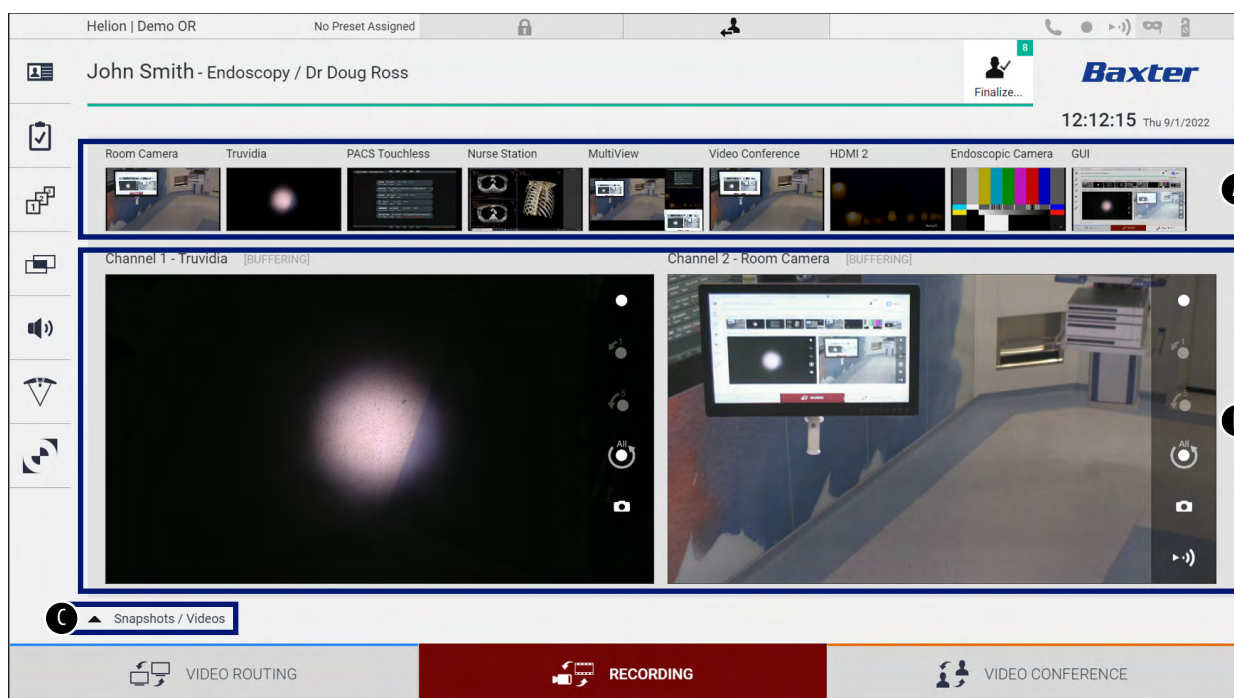 Helion | Demo OR
No Preset Assigned
8
John Smith - Endoscopy / Dr Doug Ross
Finalize...
Baxter
12:12:15 Thu 9/1/2022
Room Camera
Truvidia
PACS Touchless
Nurse Station
MultiView
Video Conference
HDMI 2
Endoscopic Camera
GUI
Channel 1 - Truvidia [BUFFERING]
Channel 2 - Room Camera [BUFFERING]
1
5
All
1
5
All
C
Snapshots / Videos
VIDEO ROUTING
RECORDING
VIDEO CONFERENCE